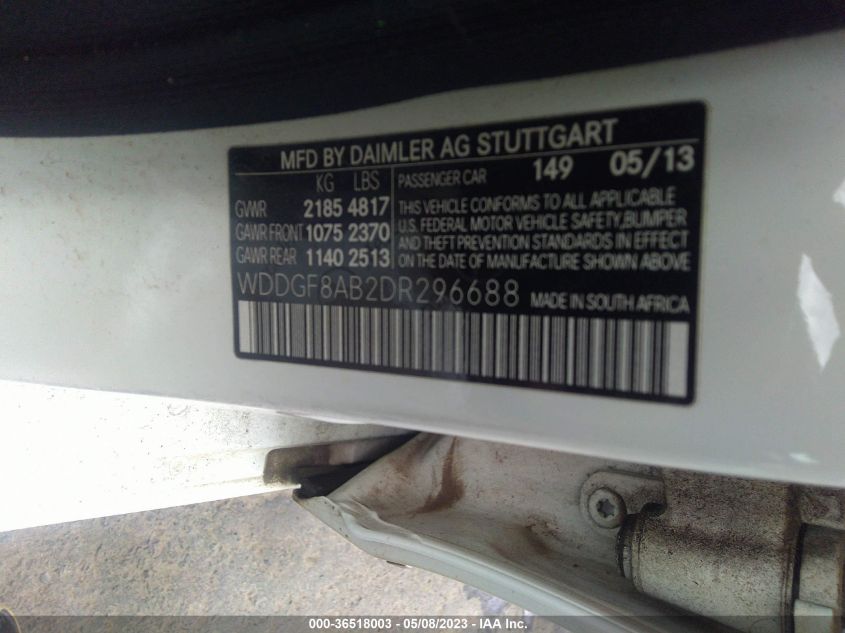 MFD BY DAIMLER AG STUTTGART
KG LBS
GVWR 2185 4817
GAWR FRONT 1075 2370
GAWR REAR 1140 2513
PASSENGER CAR 149 05/13
THIS VEHICLE CONFORMS TO ALL APPLICABLE
U.S. FEDERAL MOTOR VEHICLE SAFETY,BUMPER
AND THEFT PREVENTION STANDARDS IN EFFECT
ON THE DATE OF MANUFACTURE SHOWN ABOVE.
WDDGF8AB2DR296688 MADE IN SOUTH AFRICA
000-36518003 - 05/08/2023 - IAA Inc.